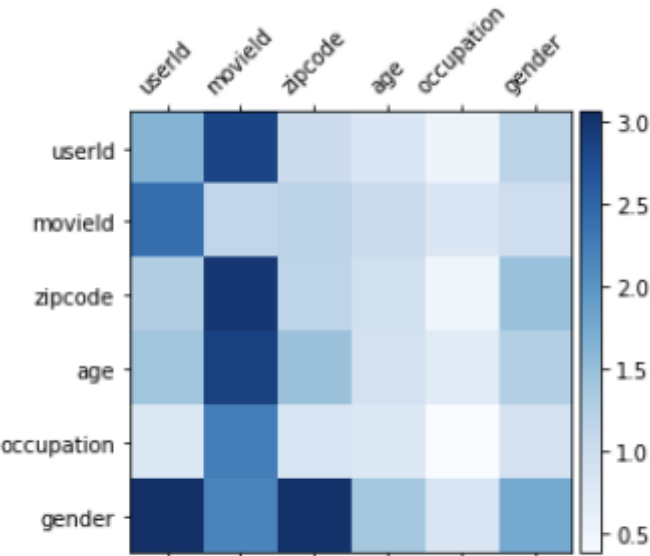 userId movieId zipcode age occupation gender
userId
movieId
zipcode
age
occupation
gender
3.0
2.5
2.0
1.5
1.0
0.5